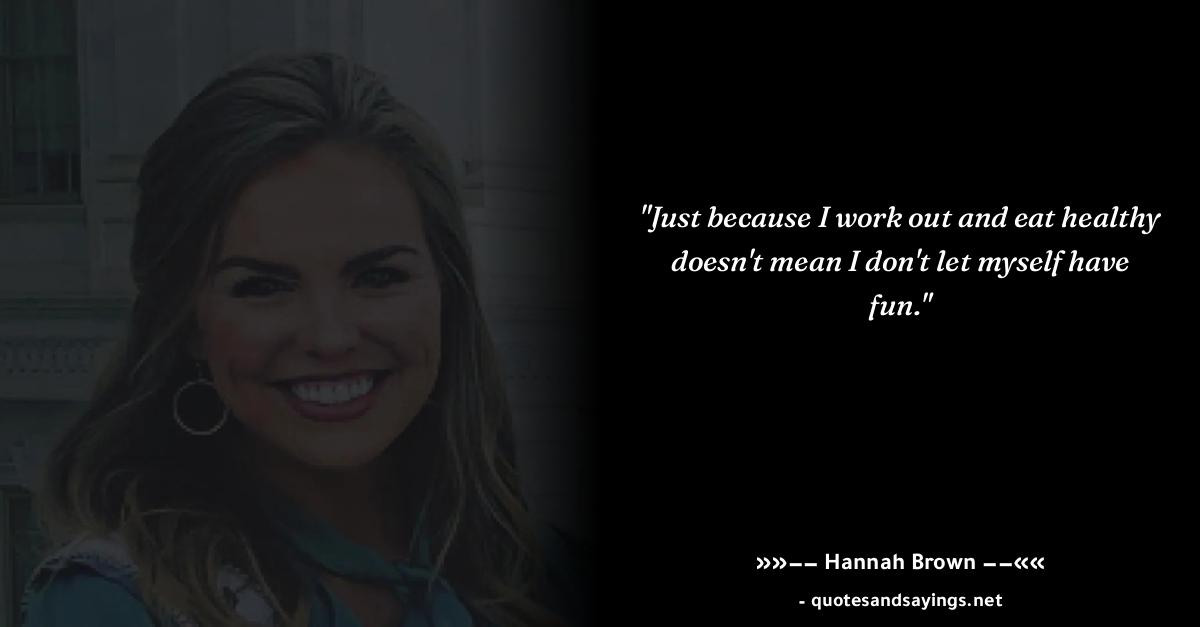 "Just because I work out and eat healthy
doesn't mean I don't let myself have
fun."
»»–– Hannah Brown ––««
- quotesandsayings.net